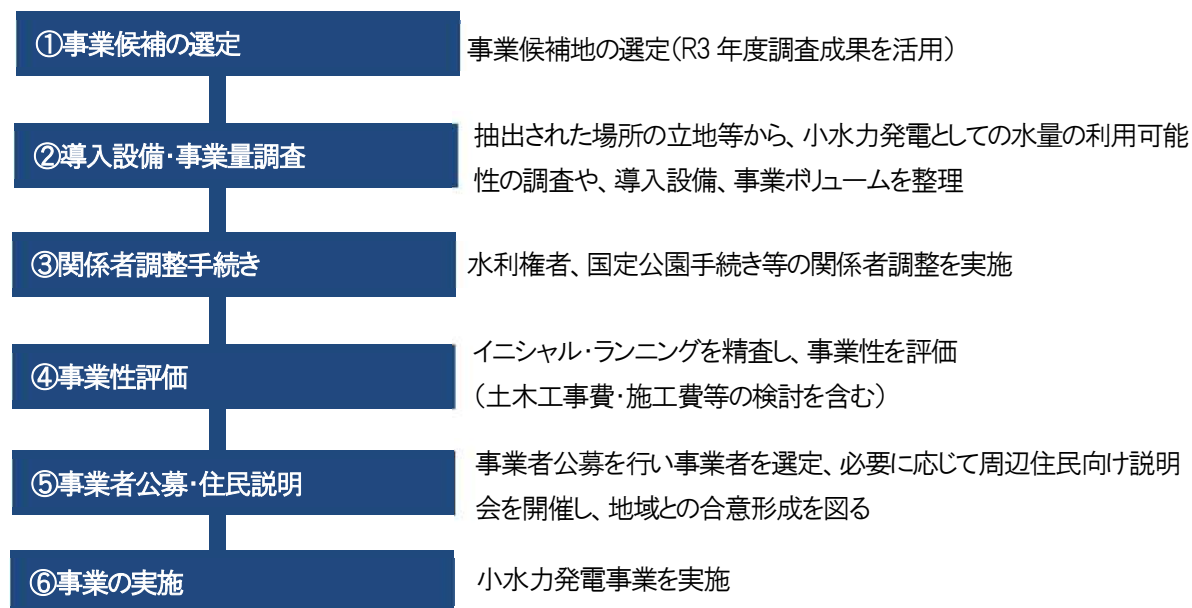 ①事業候補の選定
事業候補地の選定(R3 年度調査成果を活用)
②導入設備・事業量調査
抽出された場所の立地等から、小水力発電としての水量の利用可能
性の調査や、導入設備、事業ボリュームを整理
③関係者調整手続き
水利権者、国定公園手続き等の関係者調整を実施
④事業性評価
イニシャル・ランニングを精査し、事業性を評価
(土木工事費・施工費等の検討を含む)
⑤事業者公募・住民説明
事業者公募を行い事業者を選定、必要に応じて周辺住民向け説明
会を開催し、地域との合意形成を図る
⑥事業の実施
小水力発電事業を実施